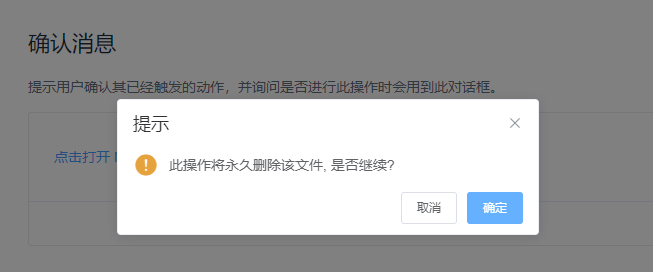 确认消息
提示用户确认其已经触发的动作，并询问是否进行此操作时会用到此对话框。
提示
点击打开
此操作将永久删除该文件, 是否继续?
取消
确定